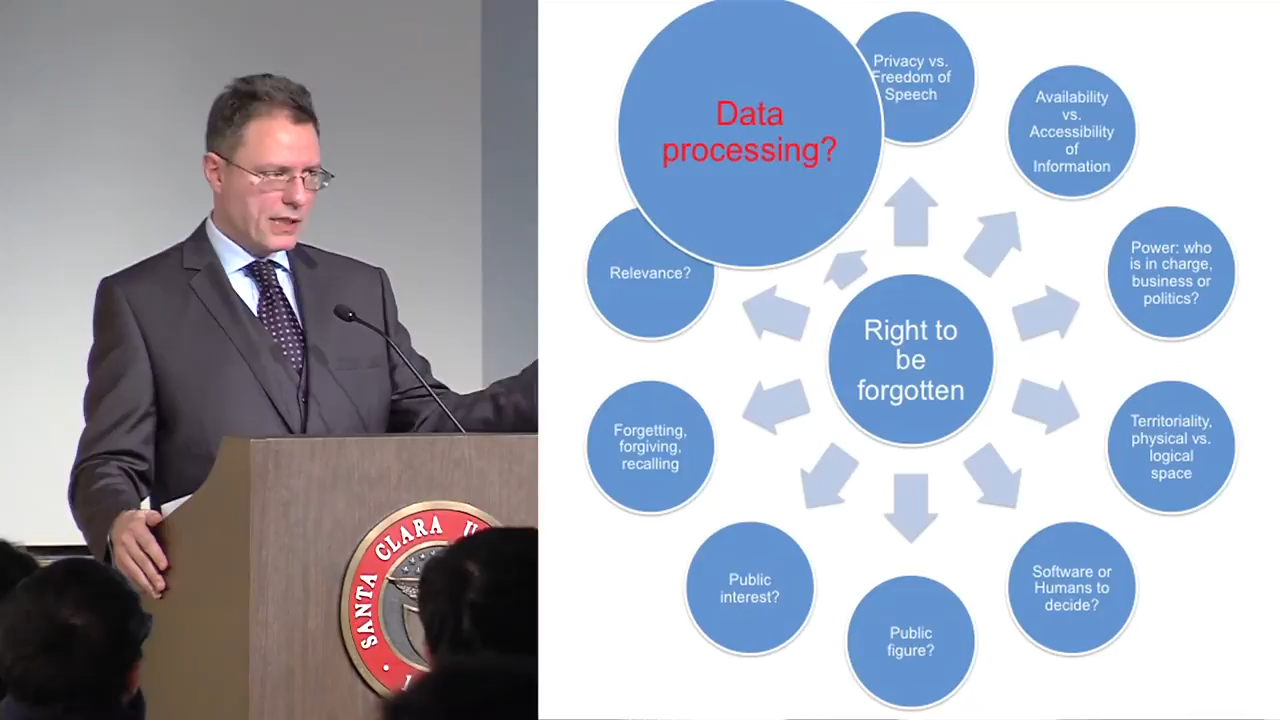 Data
processing?
Privacy vs.
Freedom of
Speech
Availability
vs.
Accessibility
of
Information
Power: who
is in charge,
business or
politics?
Territoriality,
physical vs.
logical
space
Software or
Humans to
decide?
Public
figure?
Public
interest?
Forgetting,
forgiving,
recalling
Relevance?
Right to
be
forgotten
SANTA CLARA